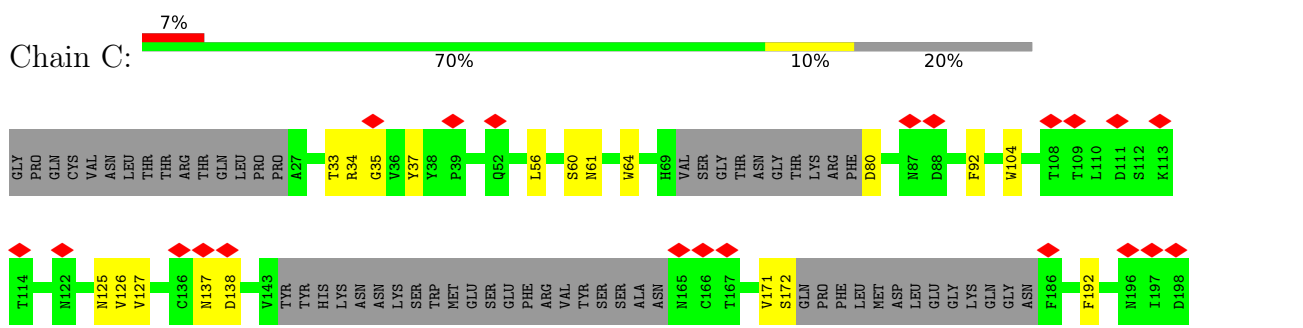 7%
Chain C:
70% 10% 20%
GLY PRO GLN CYS VAL ASN LEU THR THR ARG THR GLN LEU PRO PRO A27 T33 R34 G35 V36 Y37 Y38 P39 Q52 L56 S60 N61 W64 H69 VAL SER GLY THR ASN GLY THR LYS ARG PHE D80 N87 D88 F92 W104 T108 T109 L110 D111 S112 K113
T114 N122 N125 V126 V127 C136 N137 D138 V143 TYR TYR HIS LYS ASN ASN LYS SER TRP MET GLU SER GLU PHE ARG VAL TYR SER SER ALA ASN N165 C166 T167 V171 S172 GLN PRO PHE LEU MET ASP LEU GLU GLY LYS GLN GLY ASN F186 F192 N196 I197 D198